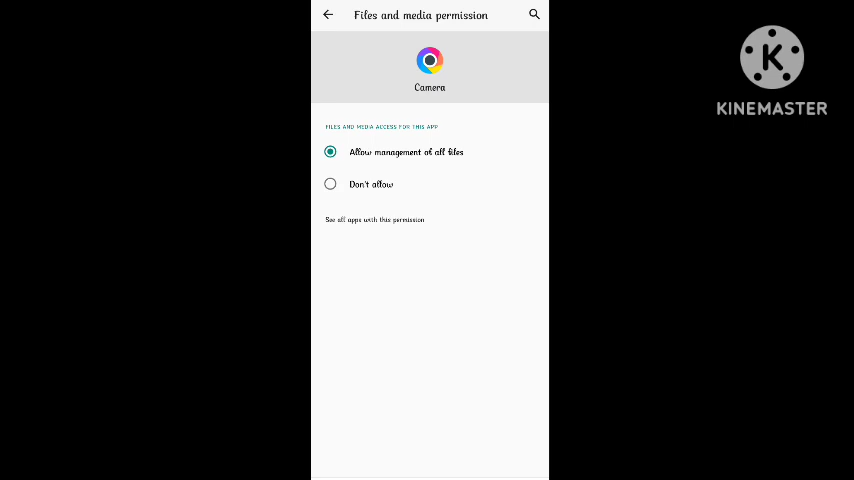 Files and media permission
K
KINEMASTER
Camera
FILES AND MEDIA ACCESS FOR THIS APP
Allow management of all files
Don't allow
See all apps with this permission